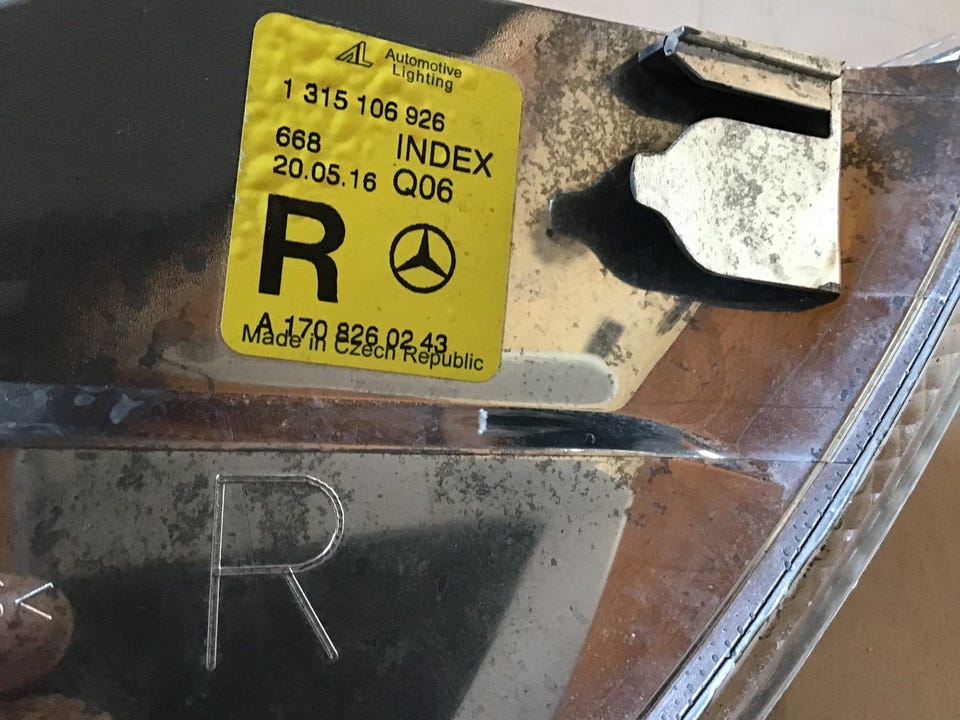 AL Automotive
Lighting
1 315 106 926
668 INDEX
20.05.16 Q06
R
A 170 826 02 43
Made in Czech Republic
R